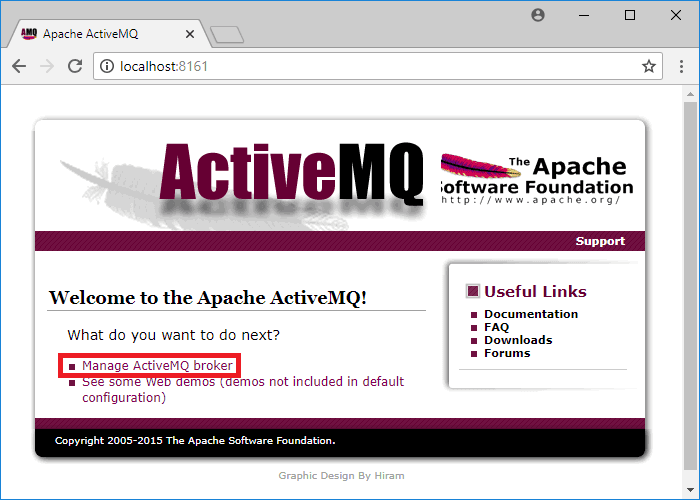 AMQ Apache ActiveMQ
localhost:8161
ActiveMQ
The Apache
Software Foundation
http://www.apache.org/
Support
Welcome to the Apache ActiveMQ!
What do you want to do next?
Manage ActiveMQ broker
See some Web demos (demos not included in default
configuration)
Useful Links
Documentation
FAQ
Downloads
Forums
Copyright 2005-2015 The Apache Software Foundation.
Graphic Design By Hiram